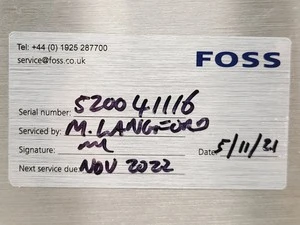 Tel: +44 (0) 1925 287700
service@foss.co.uk
FOSS
Serial number: 520041116
Serviced by: M. LANGFORD
Signature:
Date: 5/11/21
Next service due: NOV 2022